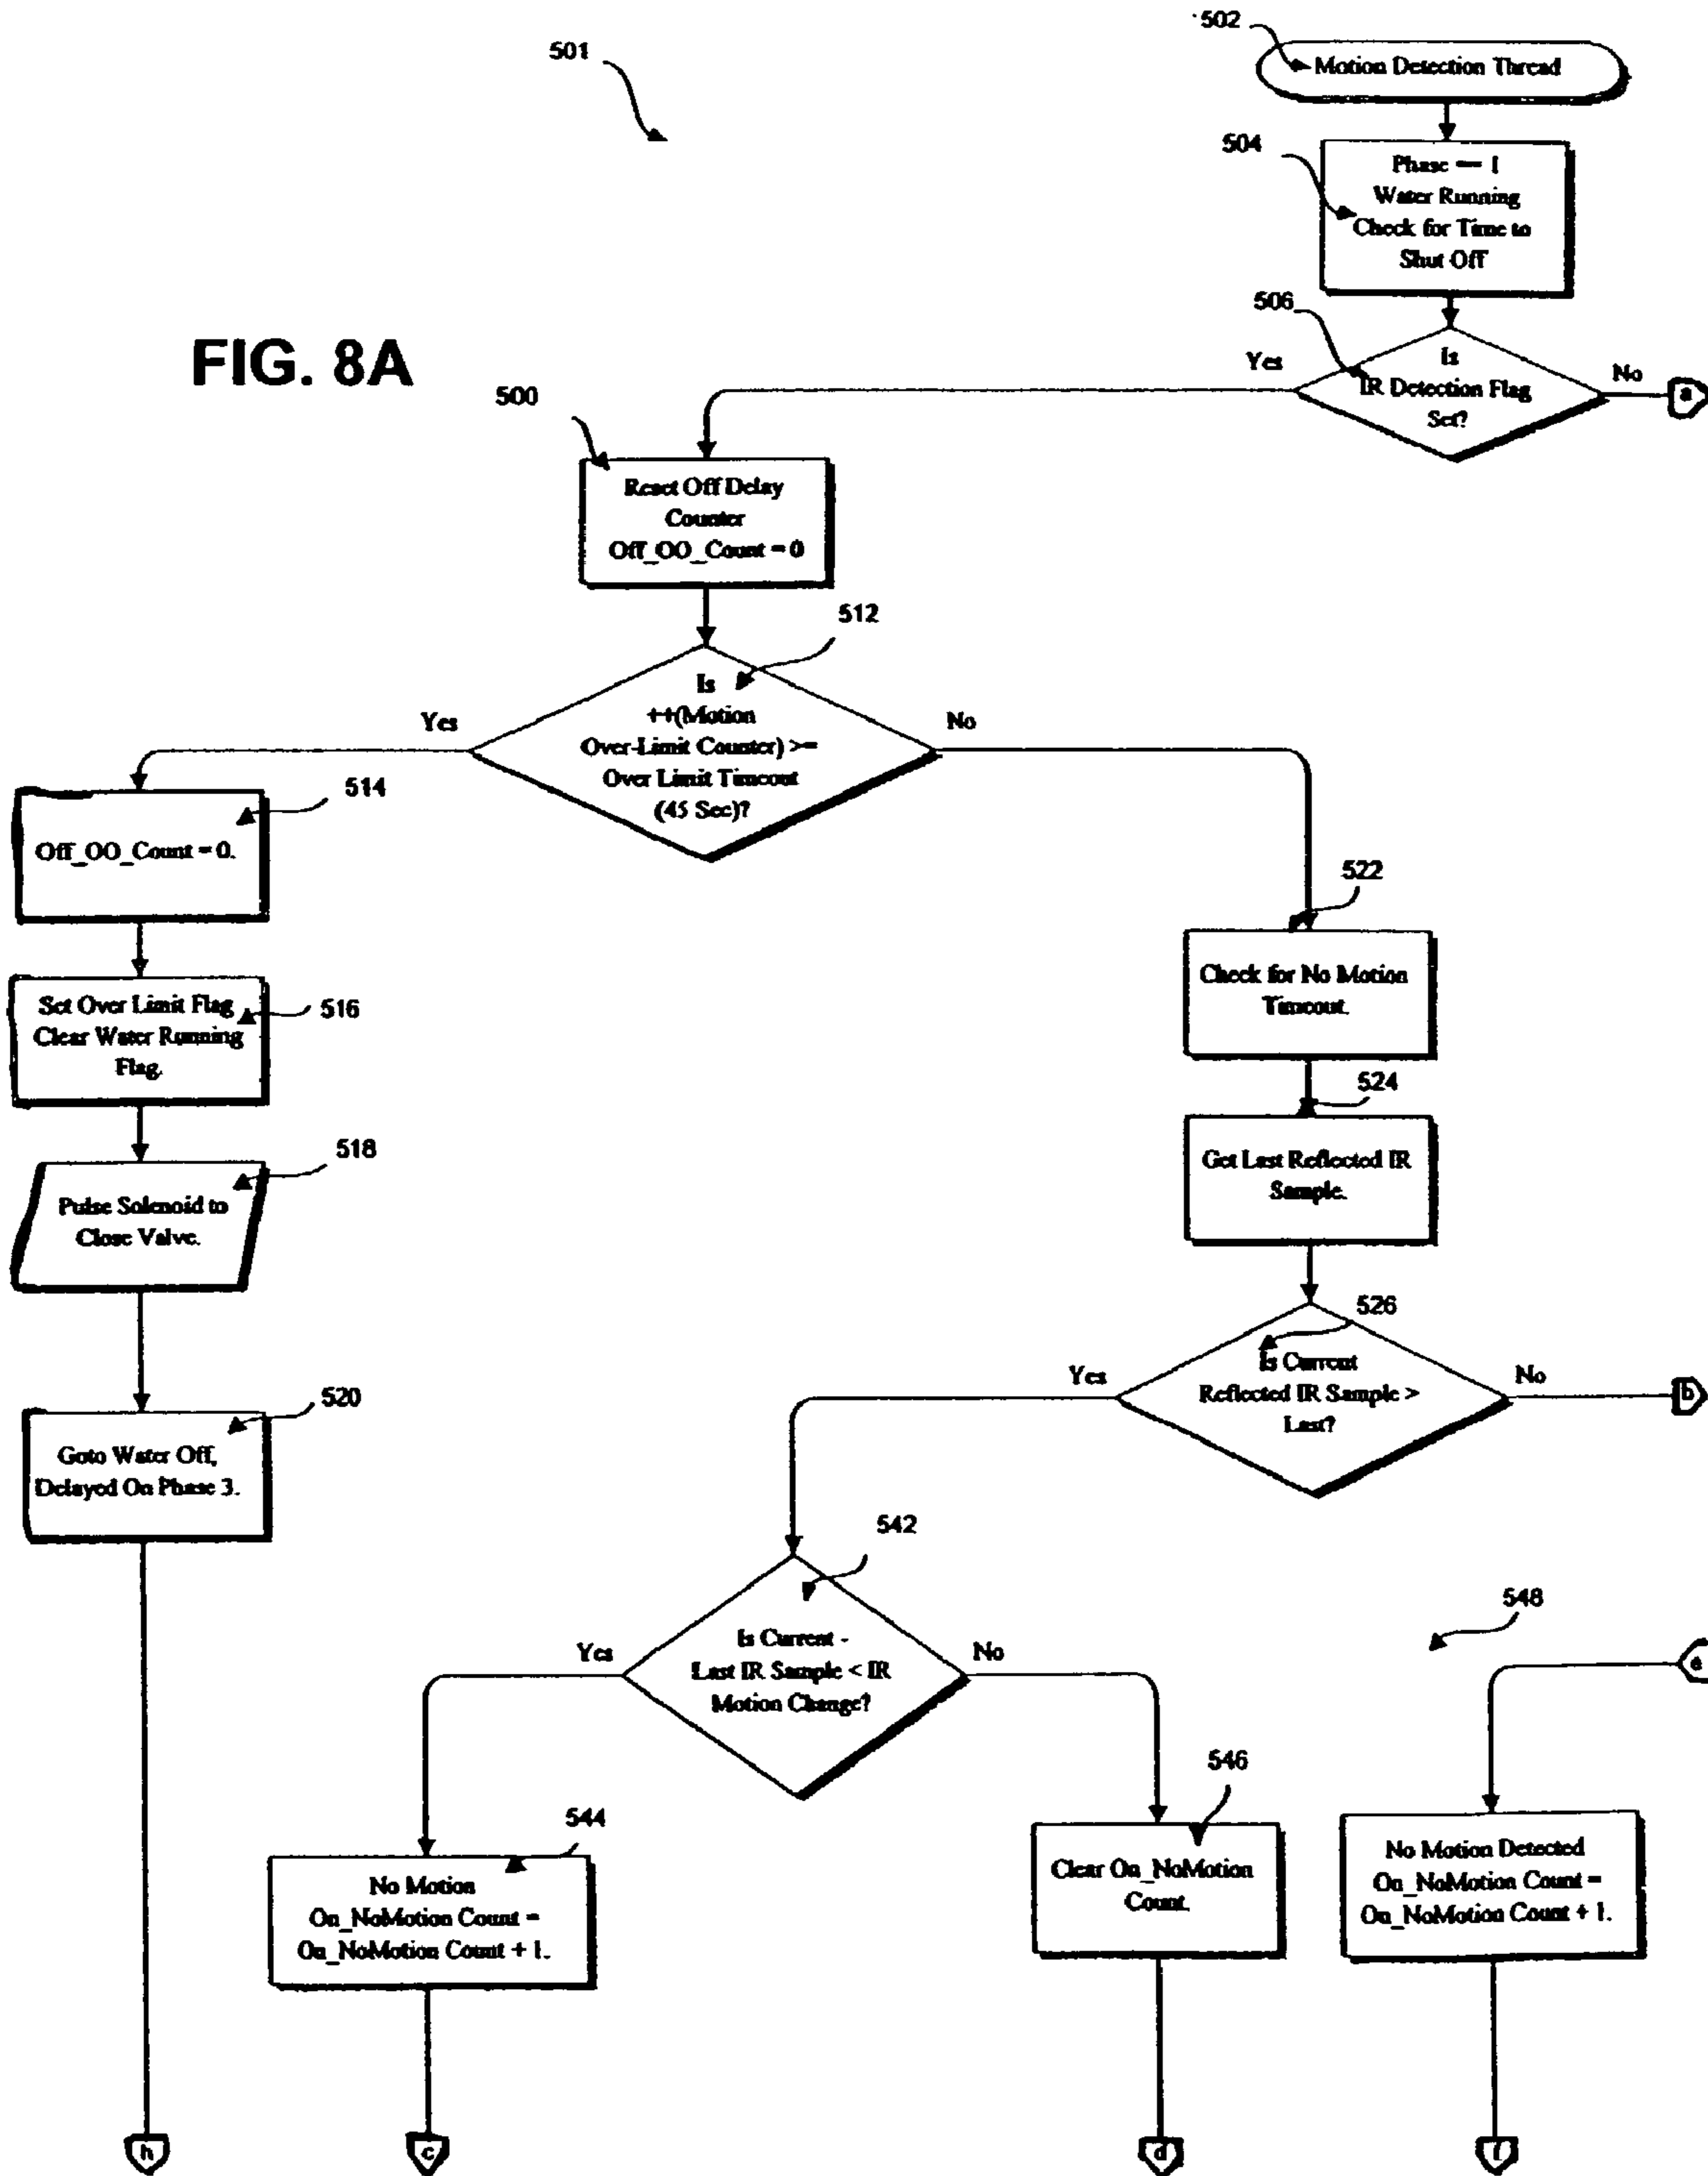 501
502
Motion Detection Thread
504
Phase == 1
Water Running
Check for Time to
Shut Off
506
Is
IR Detection Flag
Set?
Yes
No
a
FIG. 8A
500
Reset Off Delay
Counter
Off_OO_Count = 0
512
Is
++(Motion
Over-Limit Counter) >=
Over Limit Timeout
(45 Sec)?
Yes
No
514
Off_OO_Count = 0.
516
Set Over Limit Flag
Clear Water Running
Flag.
518
Pulse Solenoid to
Close Valve.
520
Goto Water Off,
Delayed On Phase 3.
522
Check for No Motion
Timeout.
524
Get Last Reflected IR
Sample.
526
Is Current
Reflected IR Sample >
Last?
Yes
No
b
542
Is Current -
Last IR Sample < IR
Motion Change?
Yes
No
544
No Motion
On_NoMotion Count =
On_NoMotion Count + 1.
546
Clear On_NoMotion
Count.
548
e
No Motion Detected
On_NoMotion Count =
On_NoMotion Count + 1.
h
c
d
f